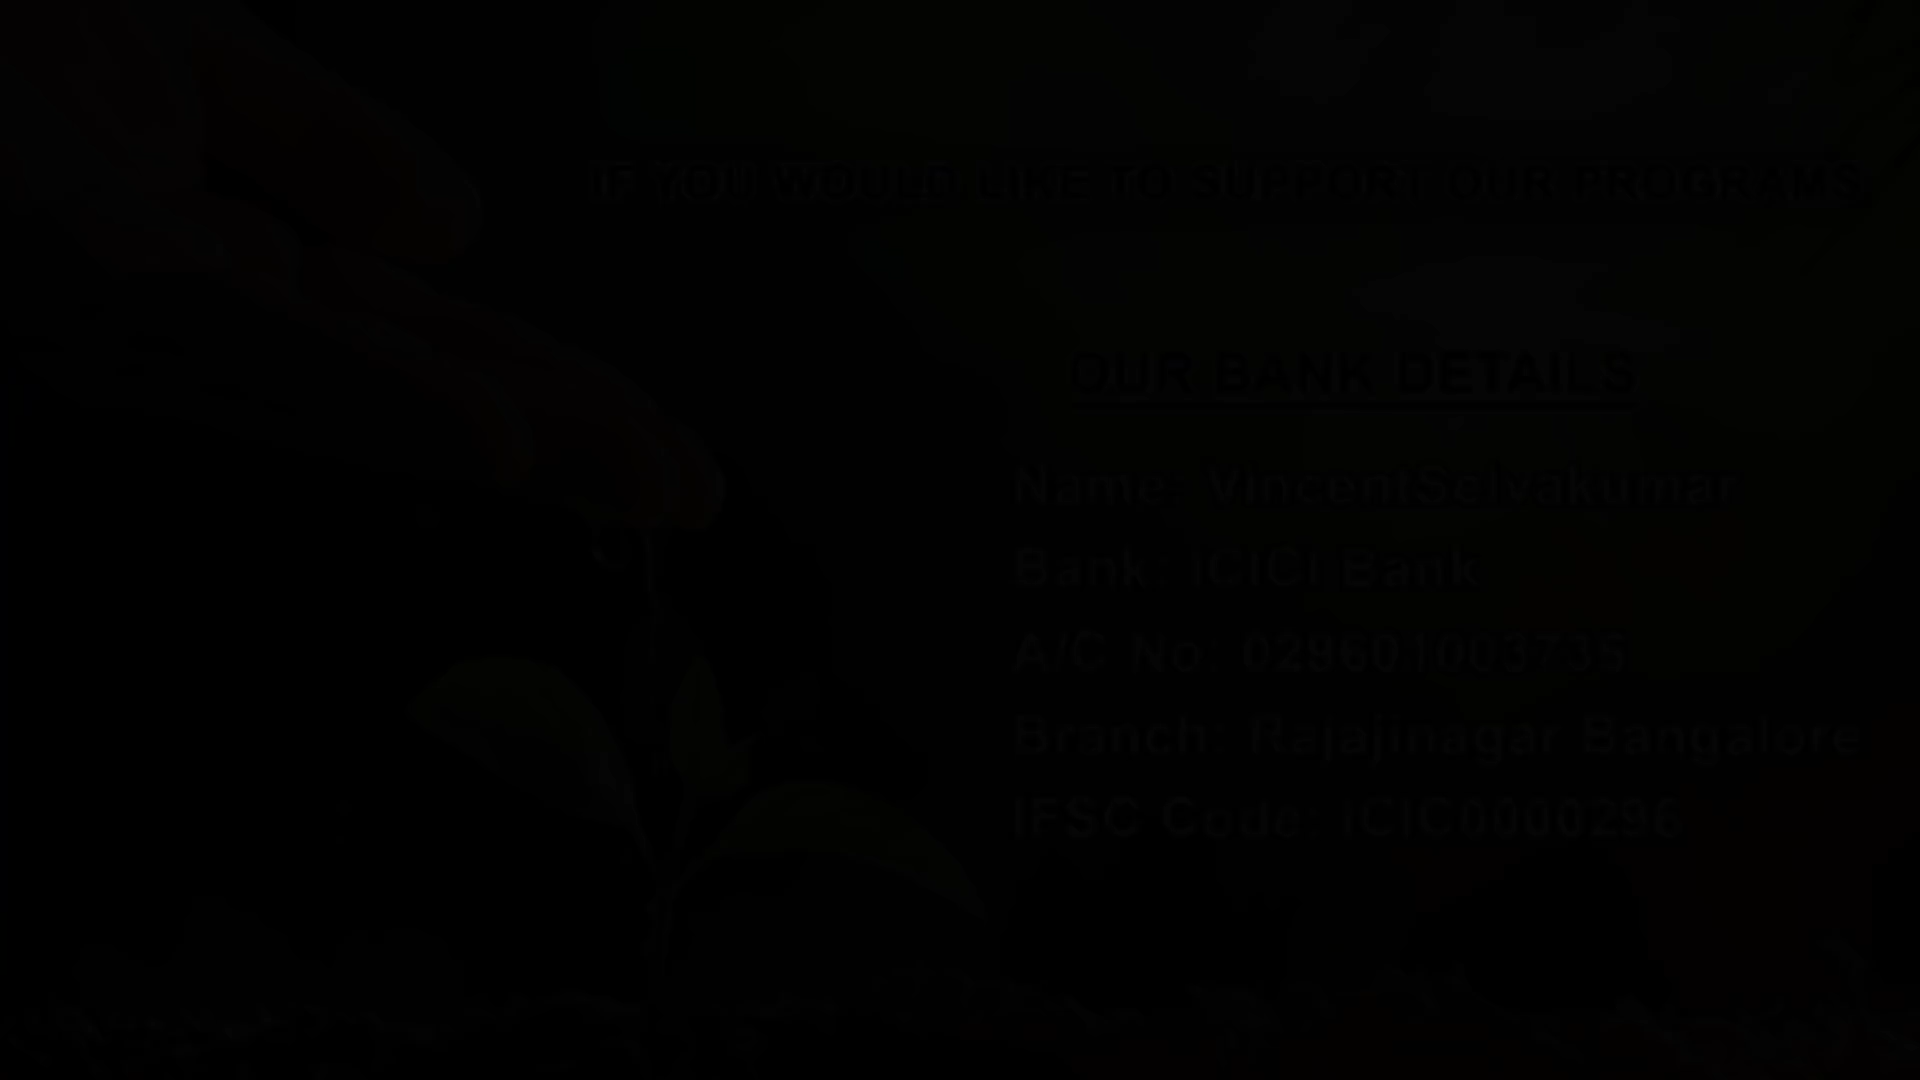 IF YOU WOULD LIKE TO SUPPORT OUR PROGRAMS
OUR BANK DETAILS
Name: VincentSelvakumar
Bank: ICICI Bank
A/C No: 029601003735
Branch: Rajajinagar Bangalore
IFSC Code: ICIC0000296